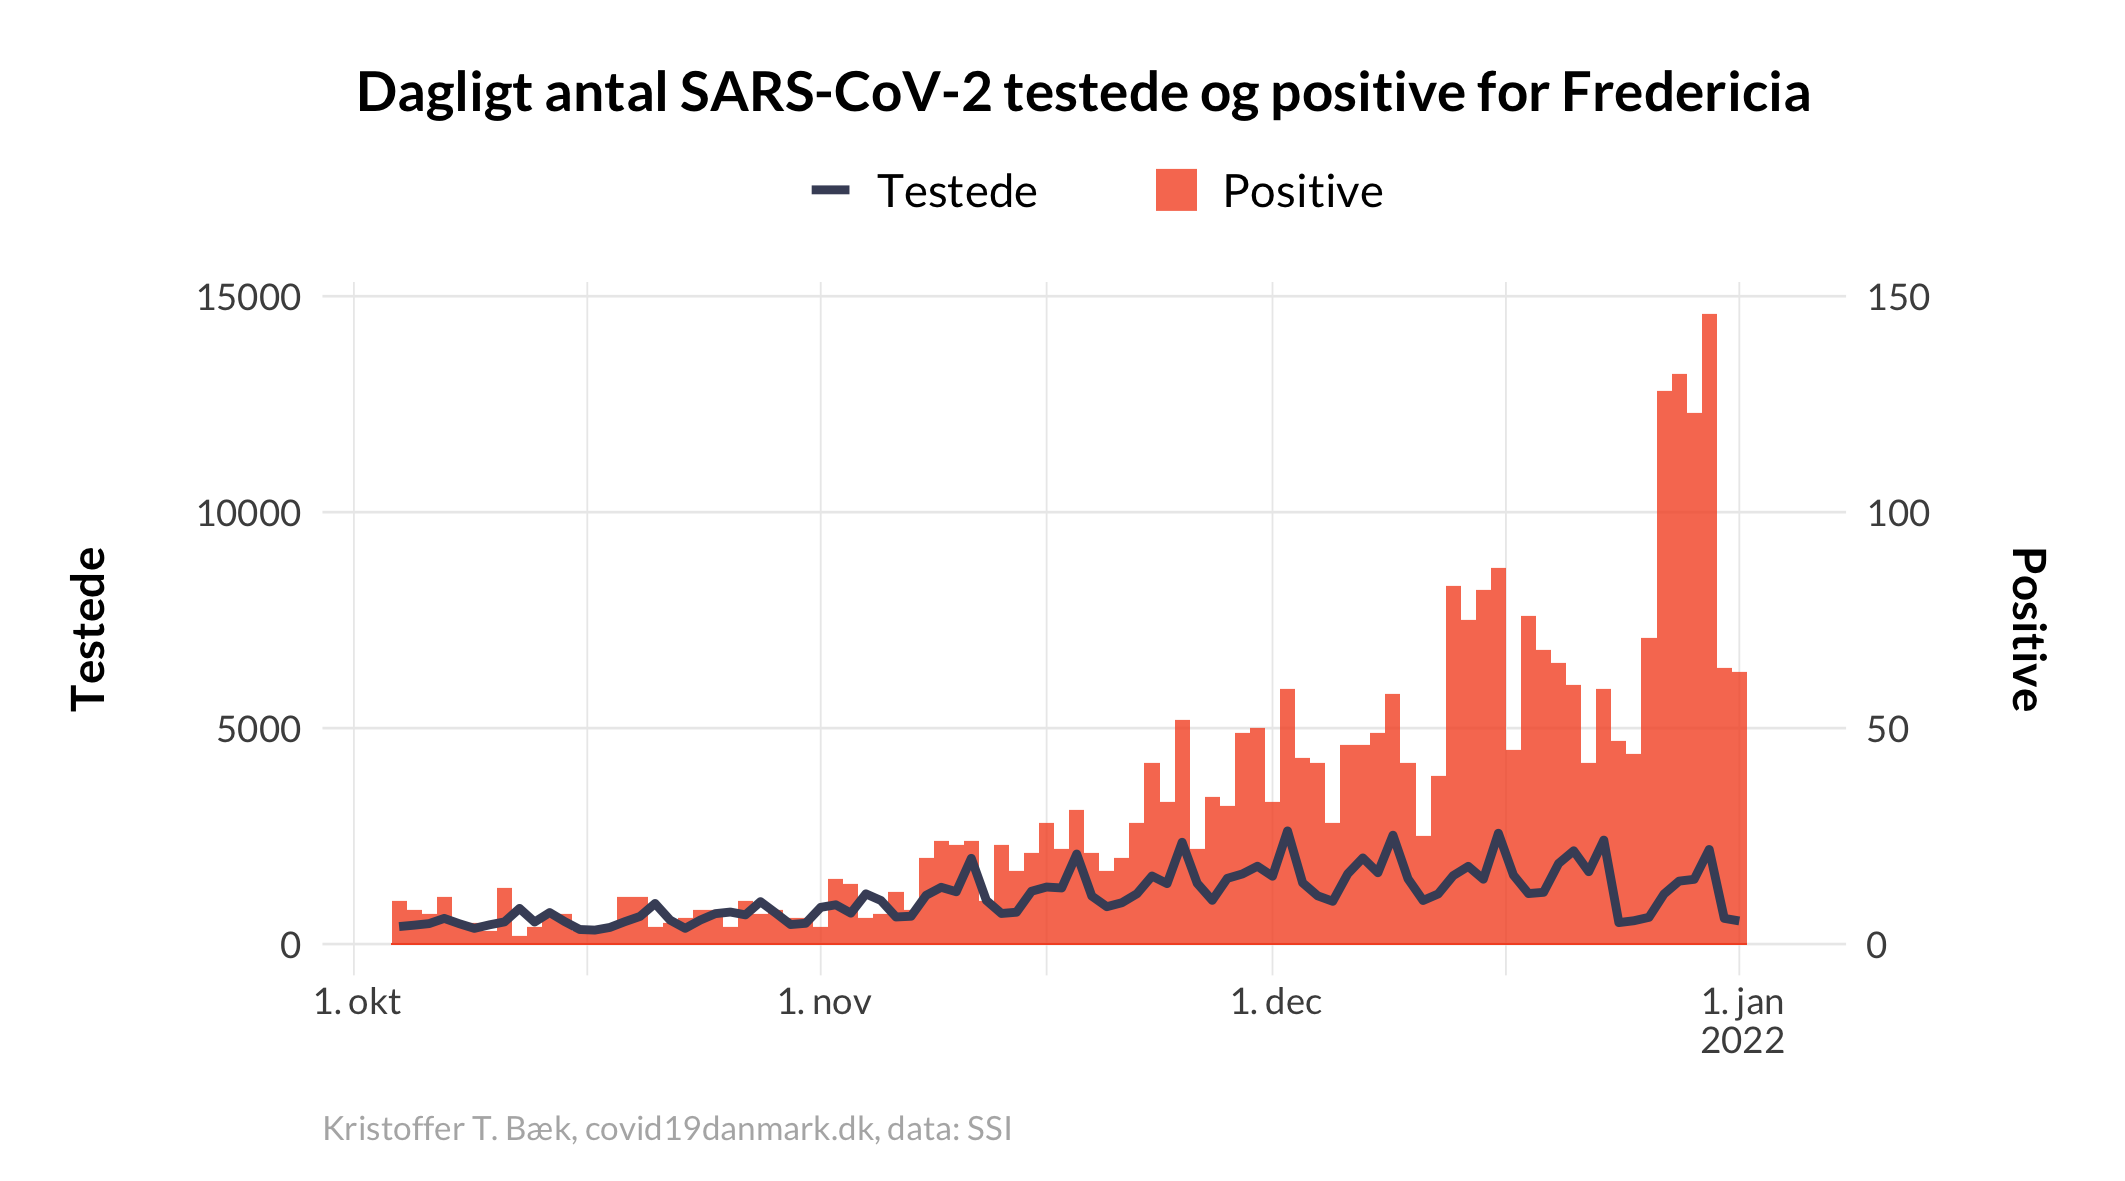 Dagligt antal SARS-CoV-2 testede og positive for Fredericia
Testede
Positive
15000
10000
5000
0
150
100
50
0
Testede
Positive
1. okt
1. nov
1. dec
1. jan
2022
Kristoffer T. Bæk, covid19danmark.dk, data: SSI